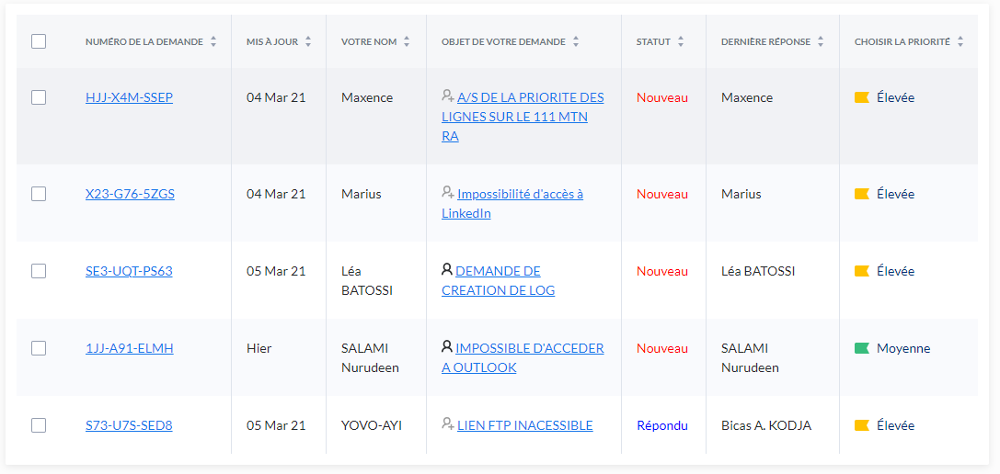 NUMÉRO DE LA DEMANDE MIS À JOUR VOTRE NOM OBJET DE VOTRE DEMANDE STATUT DERNIÈRE RÉPONSE CHOISIR LA PRIORITÉ
HJJ-X4M-SSEP 04 Mar 21 Maxence A/S DE LA PRIORITE DES Nouveau Maxence Élevée
LIGNES SUR LE 111 MTN
RA
X23-G76-5ZGS 04 Mar 21 Marius Impossibilité d'accès à Nouveau Marius Élevée
LinkedIn
SE3-UQT-PS63 05 Mar 21 Léa DEMANDE DE Nouveau Léa BATOSSI Élevée
BATOSSI CREATION DE LOG
1JJ-A91-ELMH Hier SALAMI IMPOSSIBLE D'ACCEDER Nouveau SALAMI Moyenne
Nurudeen A OUTLOOK Nurudeen
S73-U7S-SED8 05 Mar 21 YOVO-AYI LIEN FTP INACESSIBLE Répondu Bicas A. KODJA Élevée